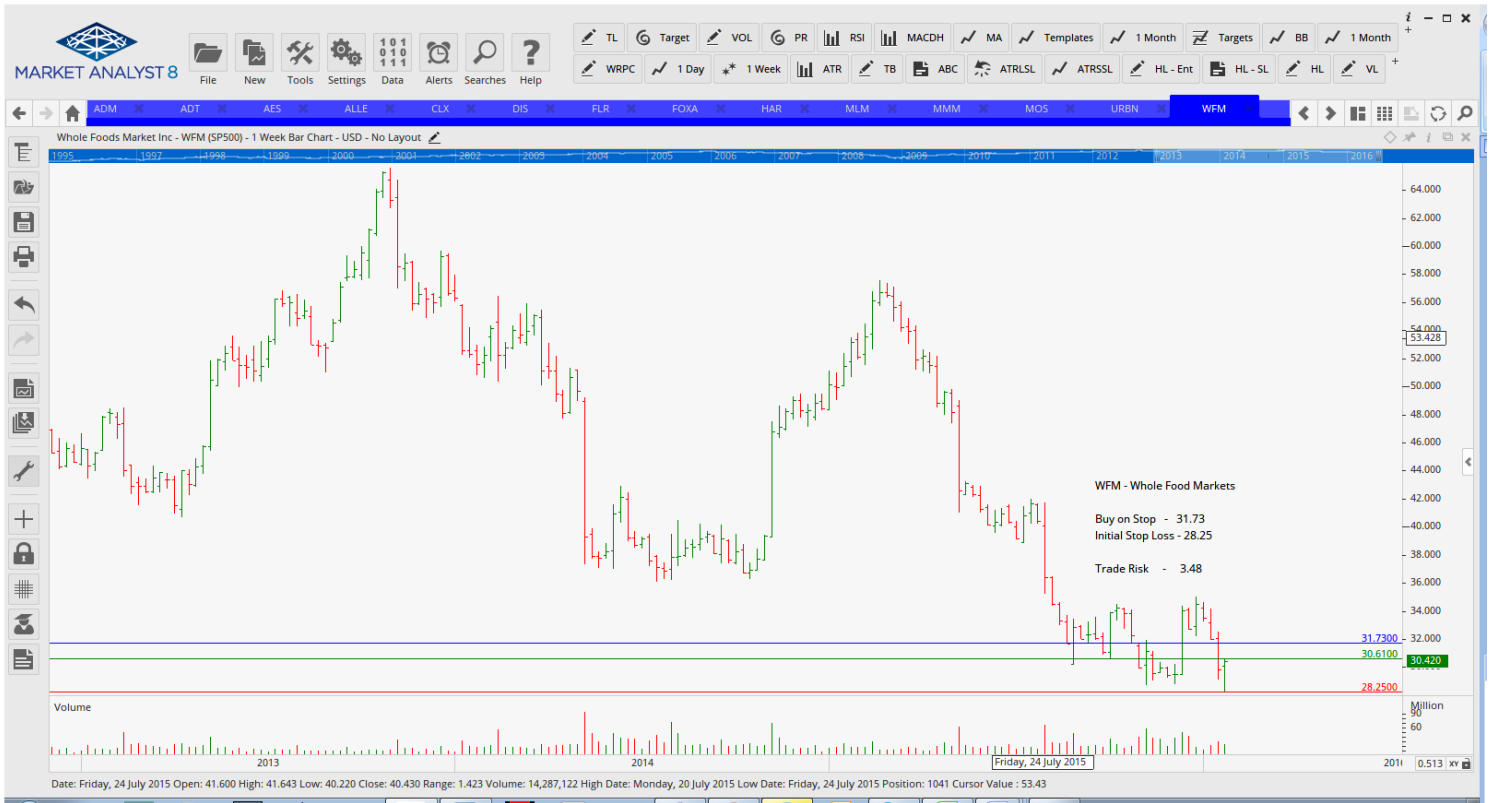 MARKET ANALYST 8
File New Tools Settings Data Alerts Searches Help
TL Target VOL PR RSI MACDH MA Templates 1 Month Targets BB 1 Month
WRPC 1 Day 1 Week ATR TB ABC ATRLSL ATRSSL HL - Ent HL - SL HL VL
ADM ADT AES ALLE CLX DIS FLR FOXA HAR MLM MMM MOS URBN WFM
Whole Foods Market Inc - WFM (SP500) - 1 Week Bar Chart - USD - No Layout
1995 1997 1998 1999 2000 2001 2002 2003 2004 2005 2006 2007 2008 2009 2010 2011 2012 2013 2014 2015 2016
64.000
62.000
60.000
58.000
56.000
54.000
53.428
52.000
50.000
48.000
46.000
44.000
WFM - Whole Food Markets
42.000
Buy on Stop - 31.73
40.000
Initial Stop Loss - 28.25
38.000
Trade Risk - 3.48
36.000
34.000
31.7300 32.000
30.6100
30.420
28.2500
Volume
Million
90
60
2013 2014 Friday, 24 July 2015 0.513 XY
Date: Friday, 24 July 2015 Open: 41.600 High: 41.643 Low: 40.220 Close: 40.430 Range: 1.423 Volume: 14,287,122 High Date: Monday, 20 July 2015 Low Date: Friday, 24 July 2015 Position: 1041 Cursor Value : 53.43